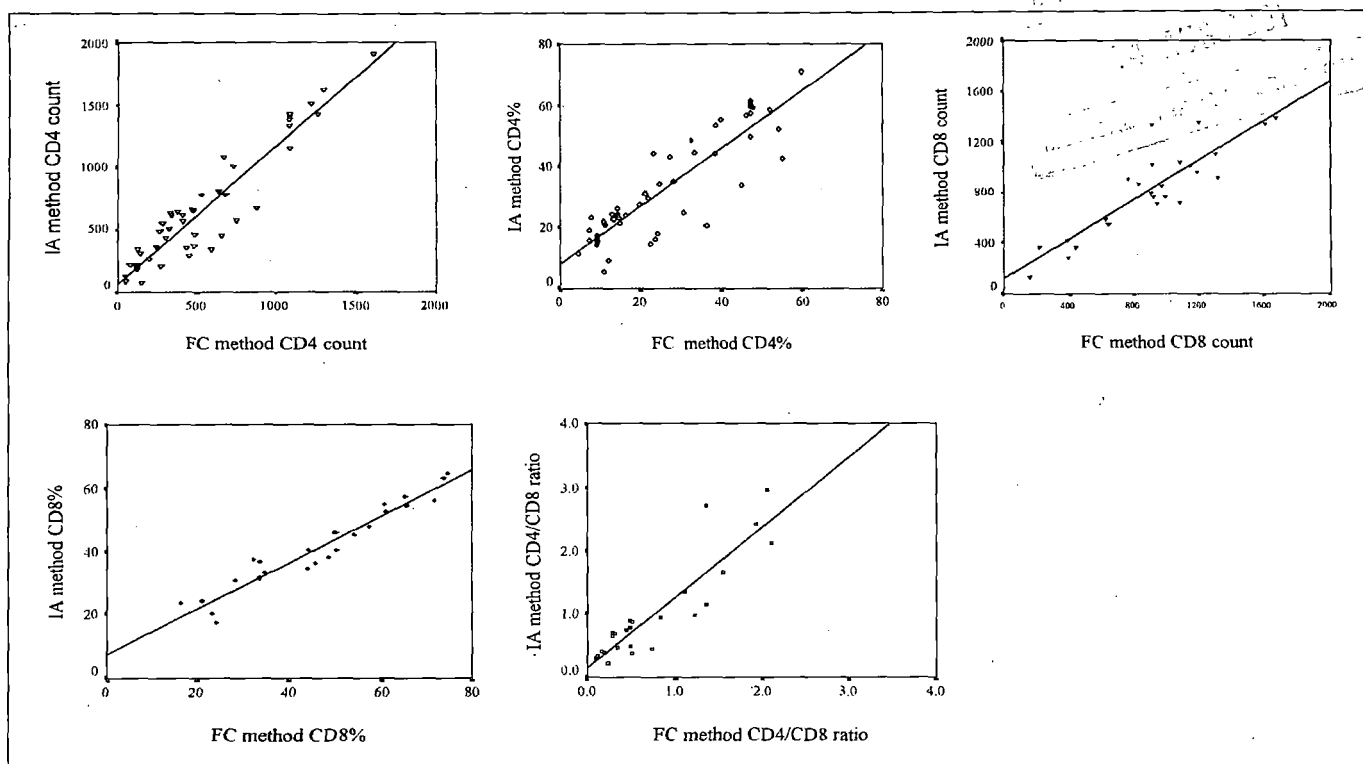 IA method CD4 count
2000
1500
1000
500
0
0 500 1000 1500 2000
FC method CD4 count
IA method CD4%
80
60
40
20
0
0 20 40 60 80
FC method CD4%
IA method CD8 count
2000
1600
1200
800
400
0
0 400 800 1200 1600 2000
FC method CD8 count
IA method CD8%
80
60
40
20
0
0 20 40 60 80
FC method CD8%
IA method CD4/CD8 ratio
4.0
3.0
2.0
1.0
0.0
0.0 1.0 2.0 3.0 4.0
FC method CD4/CD8 ratio